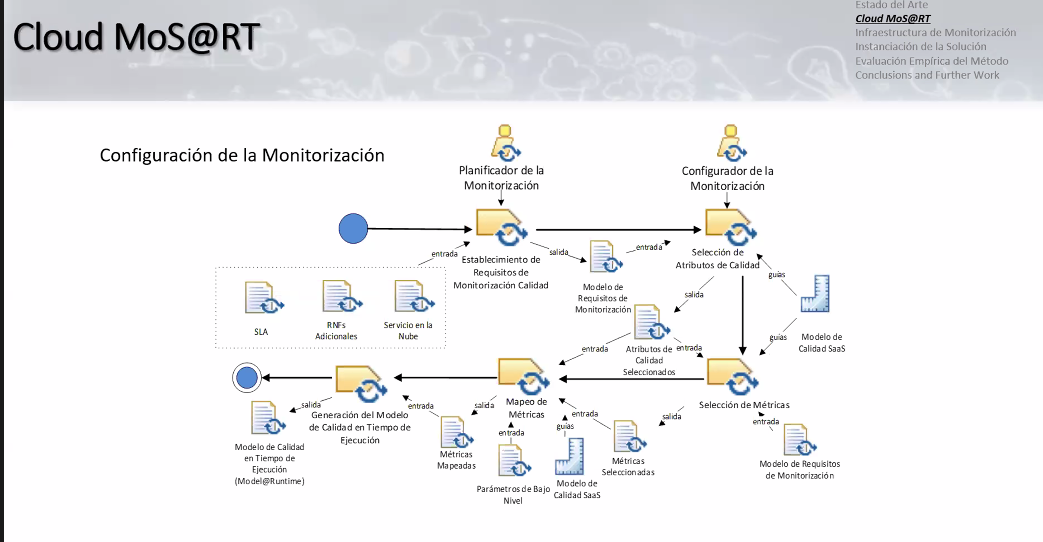 Cloud MoS@RT
Estado del Arte
Cloud MoS@RT
Infraestructura de Monitorización
Instanciación de la Solución
Evaluación Empírica del Método
Conclusions and Further Work
Configuración de la Monitorización
Planificador de la
Monitorización
Configurador de la
Monitorización
entrada
Establecimiento de
Requisitos de
Monitorización Calidad
salida
Modelo de
Requisitos de
Monitorización
entrada
Selección de
Atributos de Calidad
guías
Modelo de
Calidad SaaS
guías
SLA
RNFs
Adicionales
Servicio en la
Nube
salida
Atributos de
Calidad
Seleccionados
entrada
entrada
Selección de Métricas
entrada
Modelo de Requisitos
de Monitorización
salida
Métricas
Seleccionadas
entrada
Mapeo de
Métricas
guías
Modelo de
Calidad SaaS
entrada
Parámetros de Bajo
Nivel
salida
Métricas
Mapeadas
entrada
Generación del Modelo
de Calidad en Tiempo de
Ejecución
salida
Modelo de Calidad
en Tiempo de
Ejecución
(Model@Runtime)